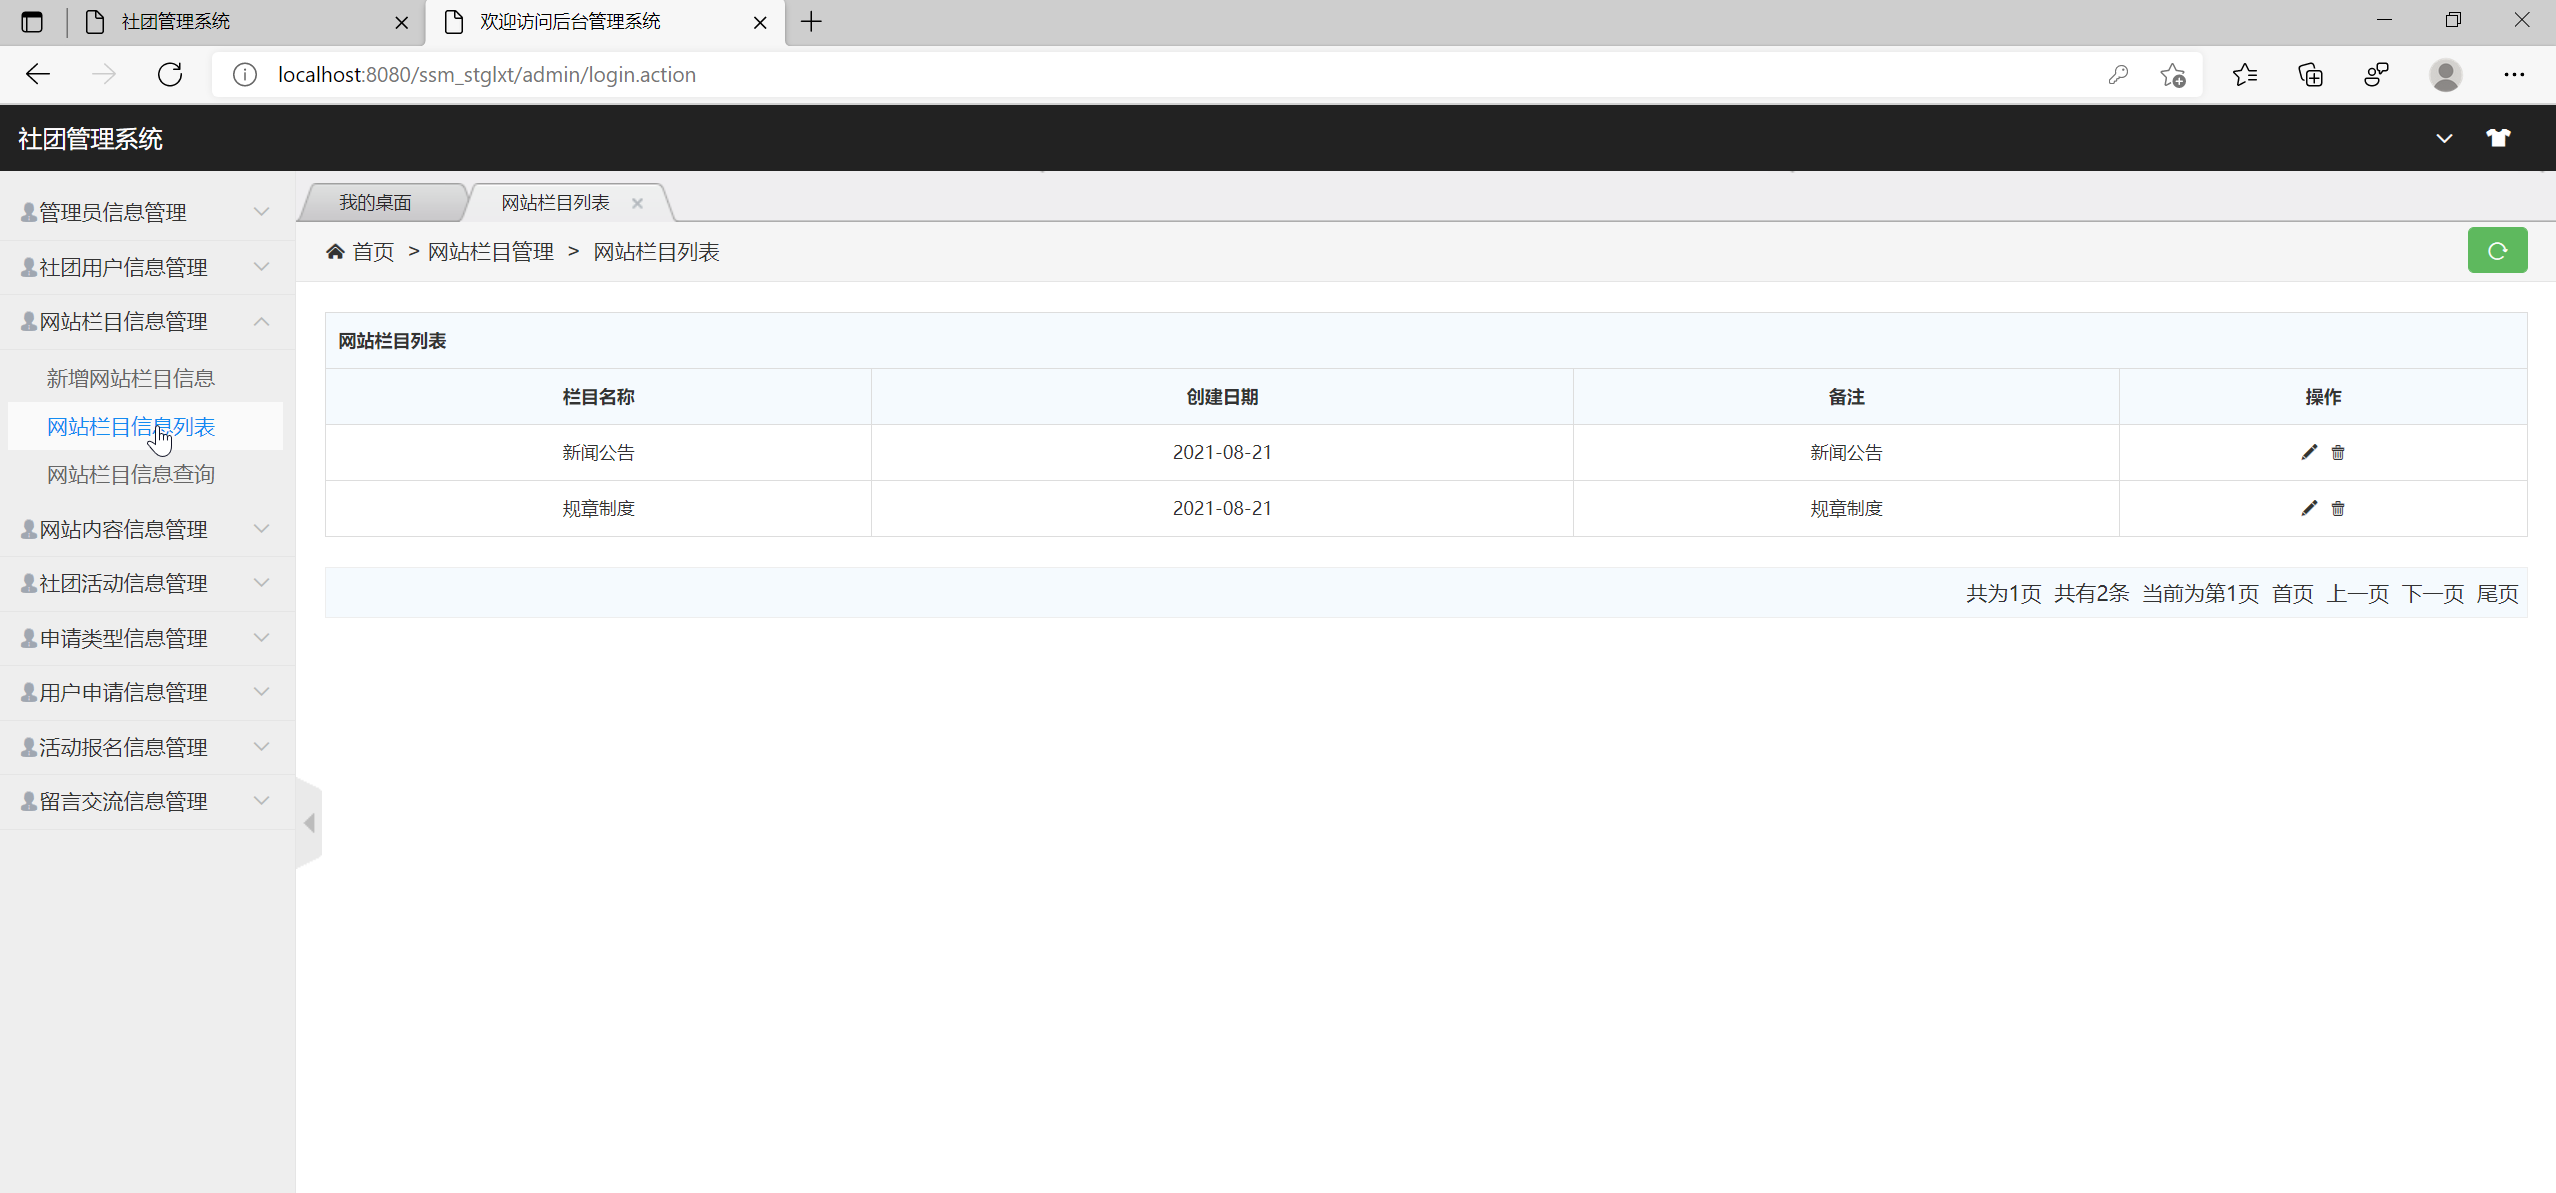 社团管理系统
欢迎访问后台管理系统
localhost:8080/ssm_stglxt/admin/login.action
社团管理系统
管理员信息管理
社团用户信息管理
网站栏目信息管理
新增网站栏目信息
网站栏目信息列表
网站栏目信息查询
网站内容信息管理
社团活动信息管理
申请类型信息管理
用户申请信息管理
活动报名信息管理
留言交流信息管理
我的桌面
网站栏目列表
首页 > 网站栏目管理 > 网站栏目列表
网站栏目列表
栏目名称 创建日期 备注 操作
新闻公告 2021-08-21 新闻公告
规章制度 2021-08-21 规章制度
共为1页 共有2条 当前为第1页 首页 上一页 下一页 尾页